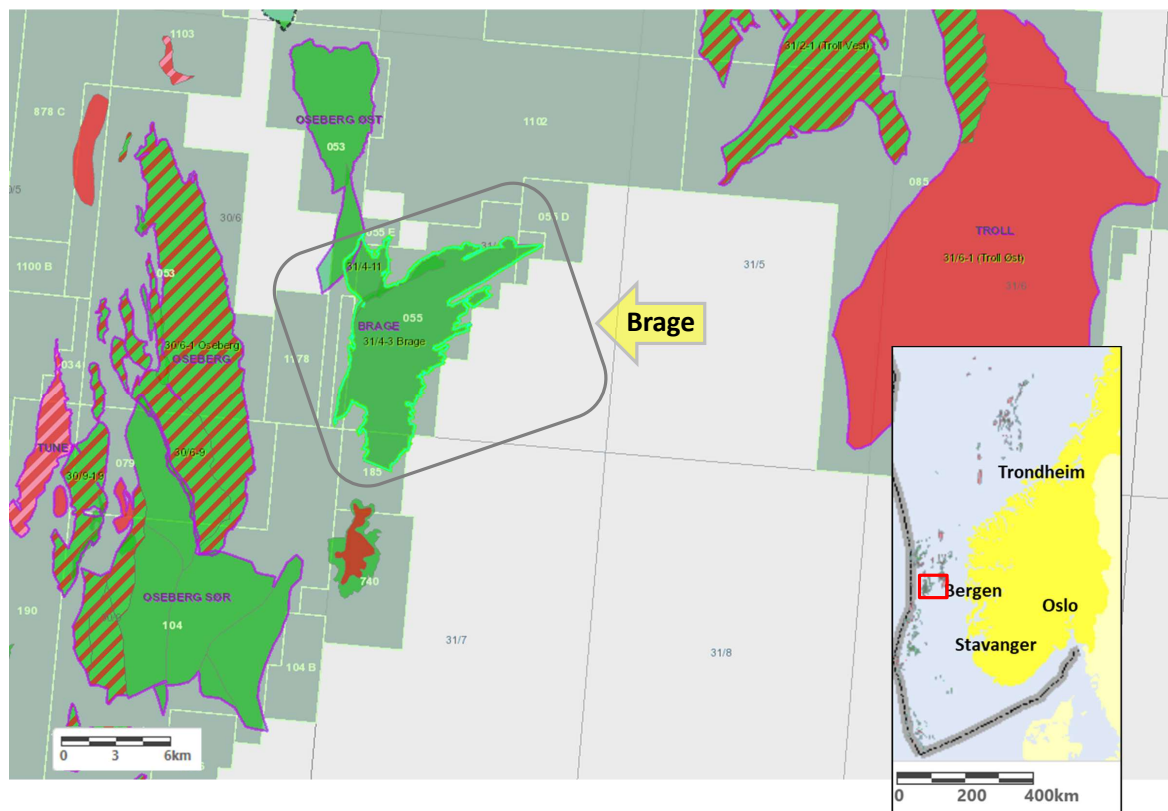 1103
31/2-1 (Troll Vest)
878 C
OSEBERG ØST
1102
053
085
30/6
055 D
055 E
TROLL
31/6-1 (Troll Øst)
1100 B
31/4-11
31/5
053
31/6
BRAGE
055
31/4-3 Brage
Brage
30/6-1 Oseberg
OSEBERG
034
TUNE
30/6-9
079
30/9-19
185
Trondheim
740
Bergen
Oslo
OSEBERG SØR
190
104
31/7
31/8
Stavanger
104 B
0 3 6km
0 200 400km